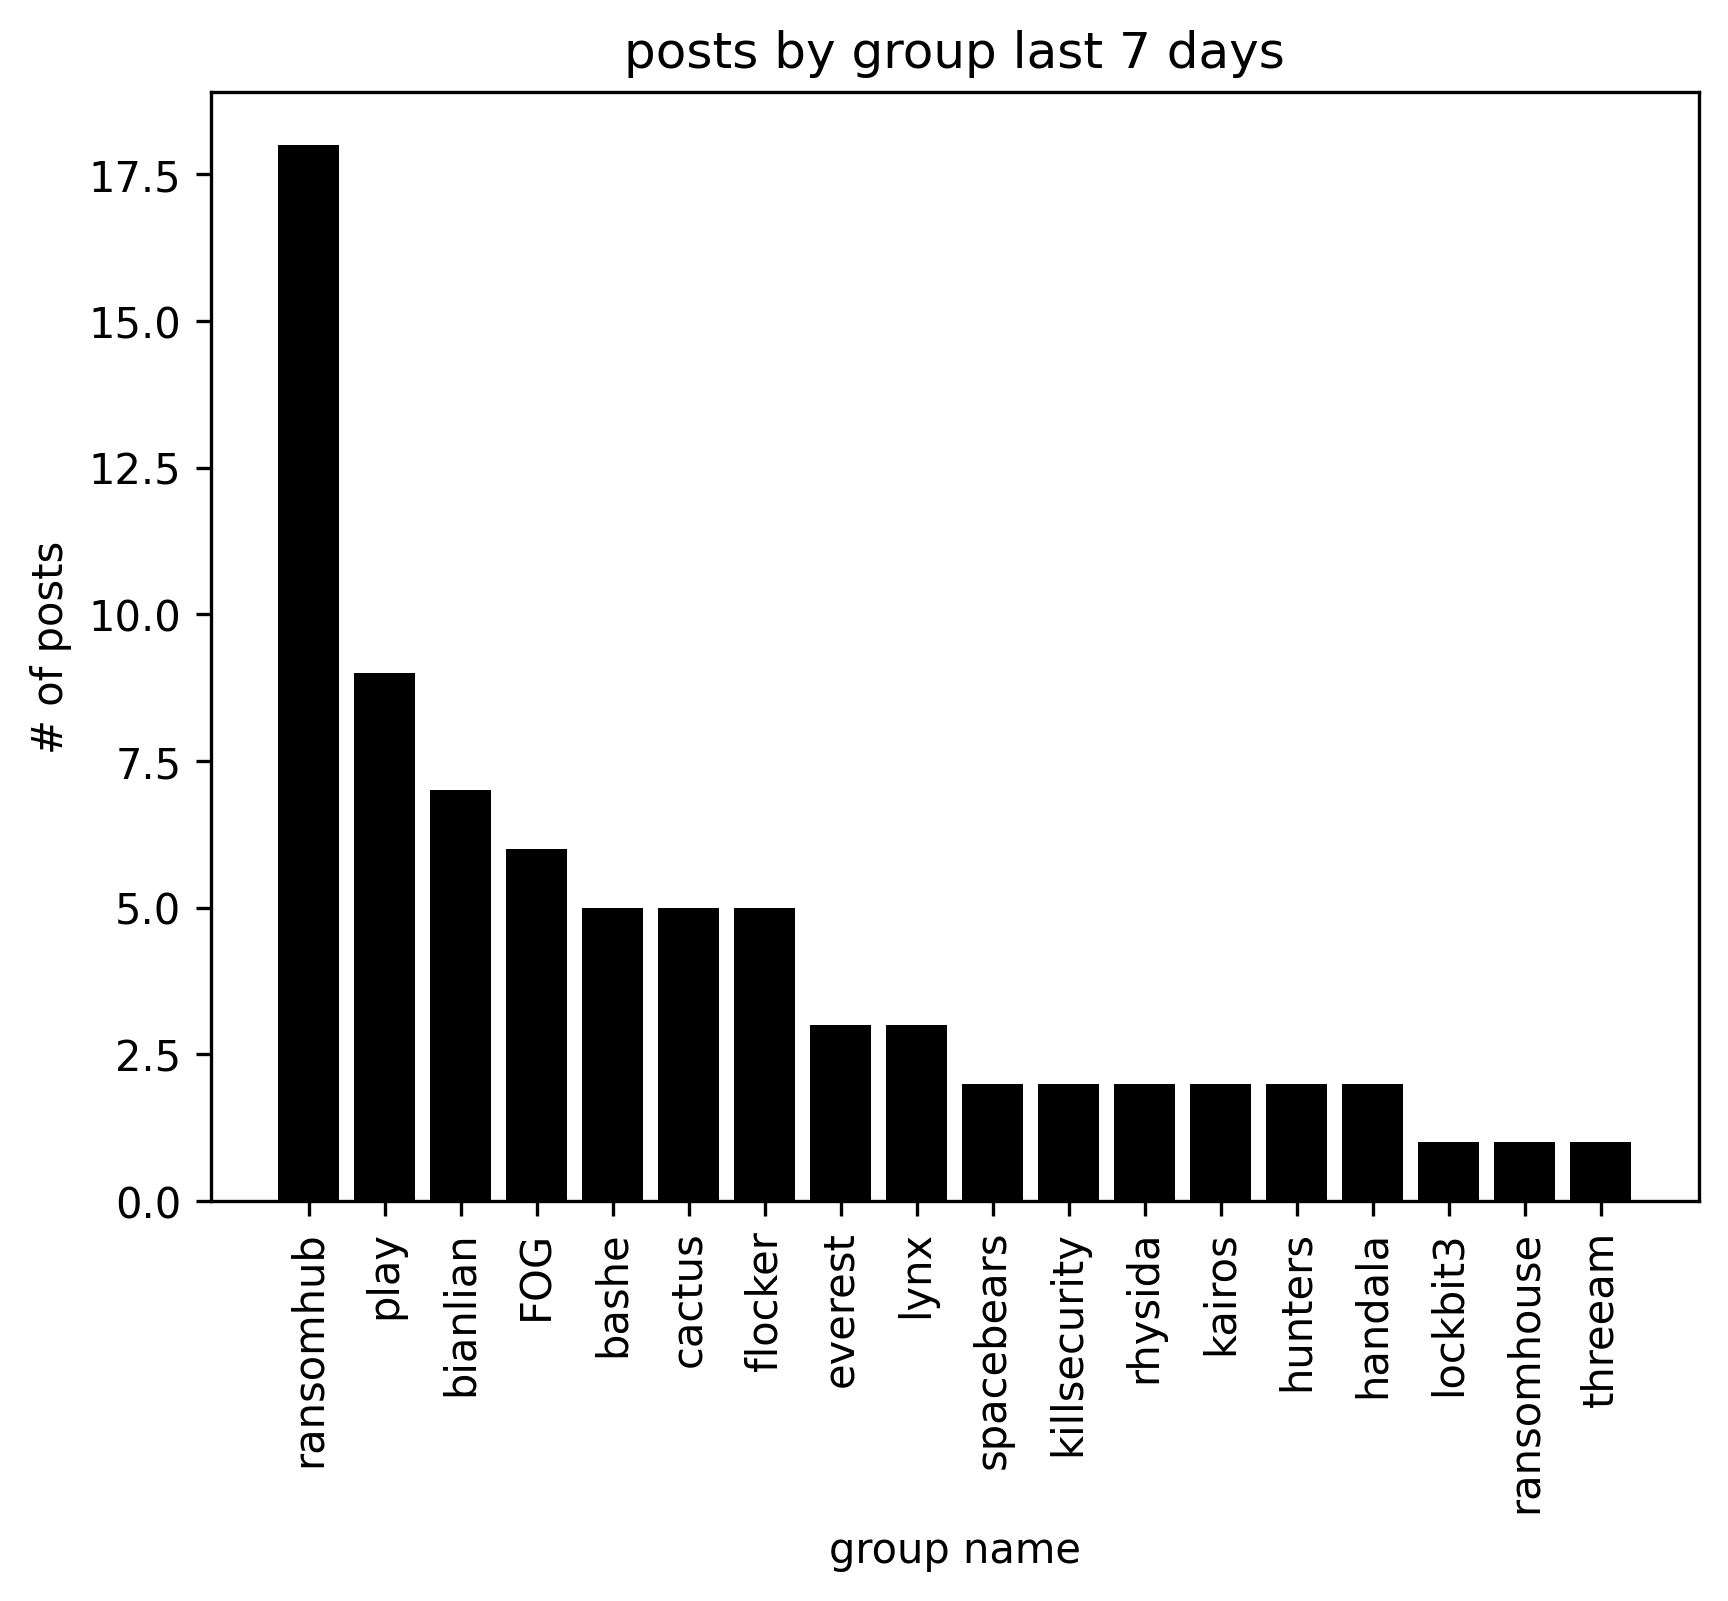 posts by group last 7 days
17.5
15.0
12.5
10.0
7.5
5.0
2.5
0.0
# of posts
ransomhub
play
bianlian
FOG
bashe
cactus
flocker
everest
lynx
spacebears
killsecurity
rhysida
kairos
hunters
handala
lockbit3
ransomhouse
threeam
group name